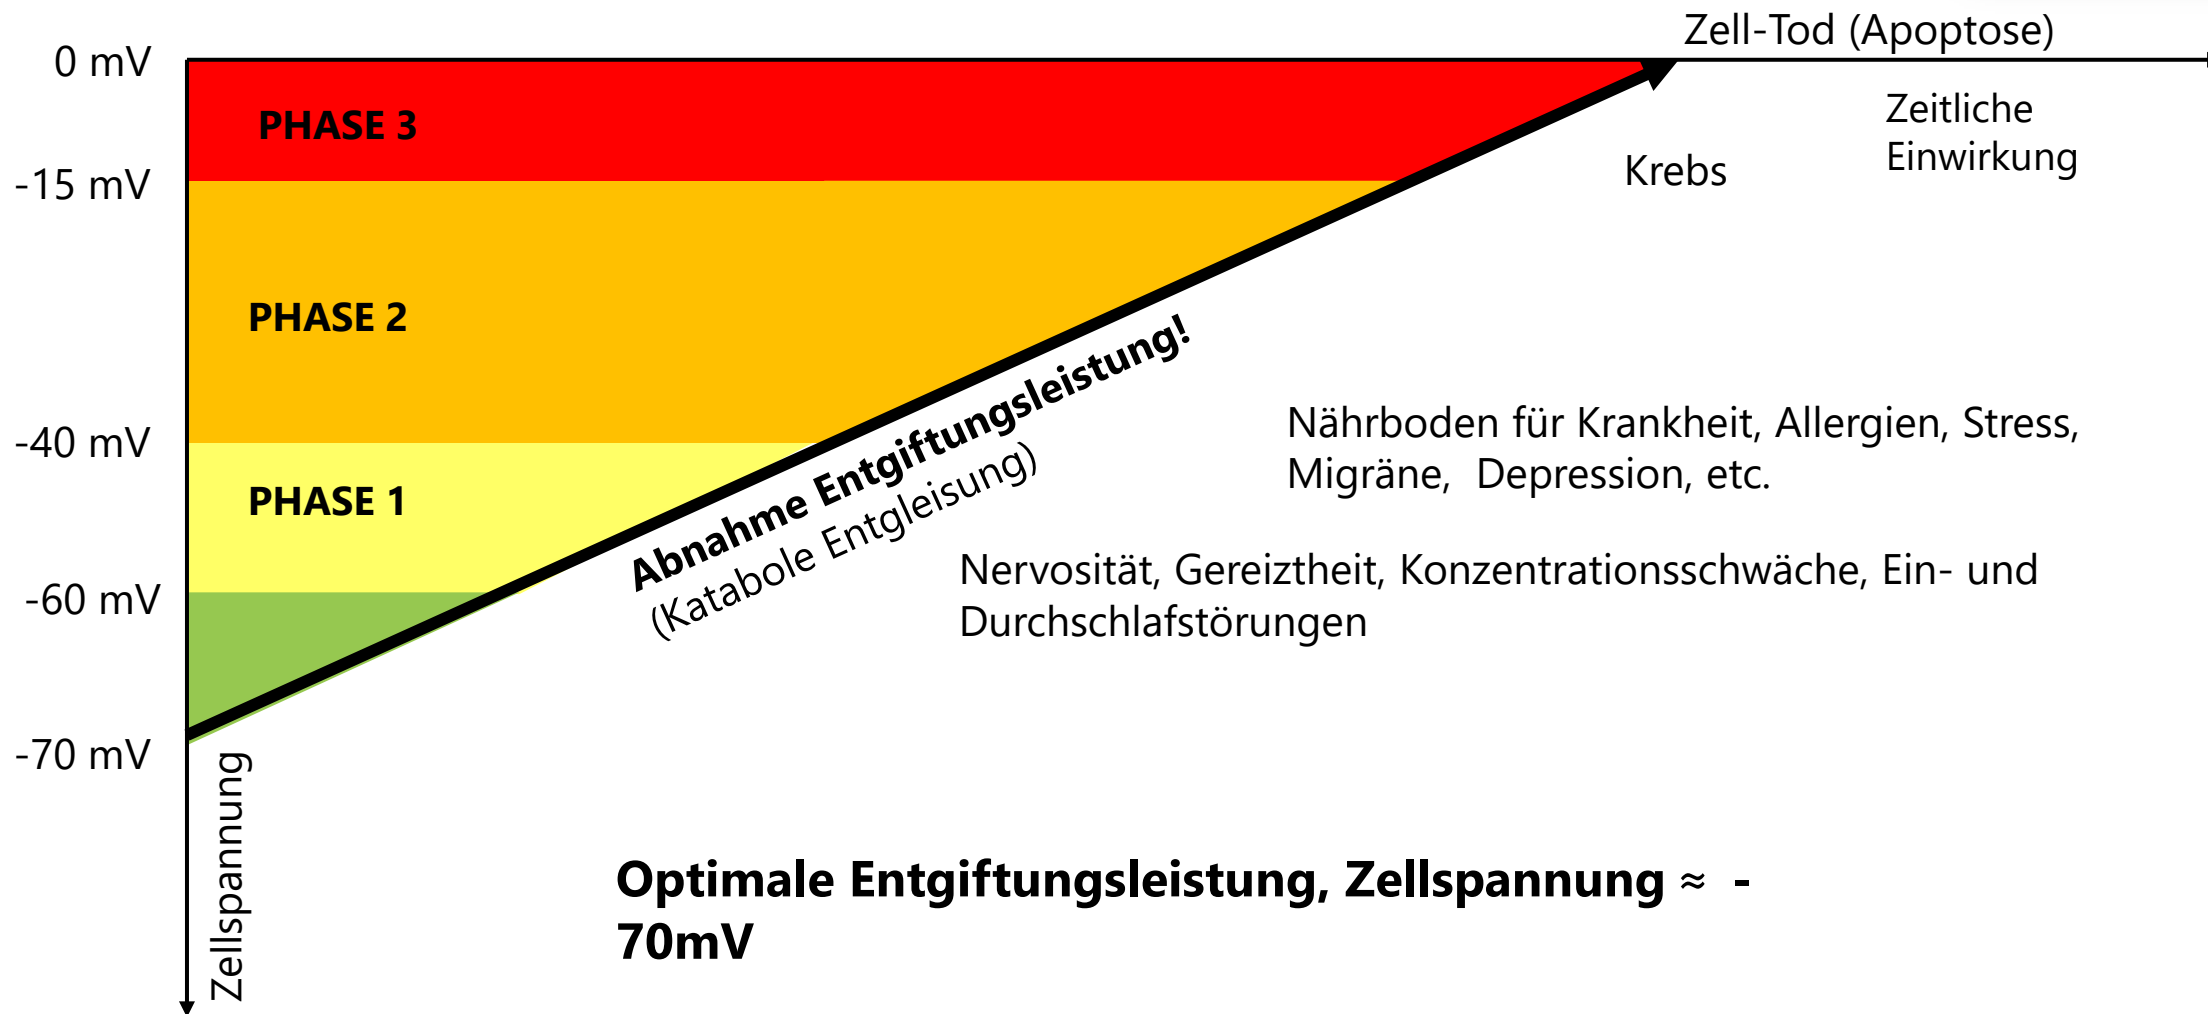 Zell-Tod (Apoptose)
0 mV
Zeitliche
Einwirkung
PHASE 3
Krebs
-15 mV
PHASE 2
-40 mV
Abnahme Entgiftungsleistung!
(Katabole Entgleisung)
Nährboden für Krankheit, Allergien, Stress,
Migräne,  Depression, etc.
PHASE 1
Nervosität, Gereiztheit, Konzentrationsschwäche, Ein- und
Durchschlafstörungen
-60 mV
-70 mV
Zellspannung
Optimale Entgiftungsleistung, Zellspannung ≈  -
70mV